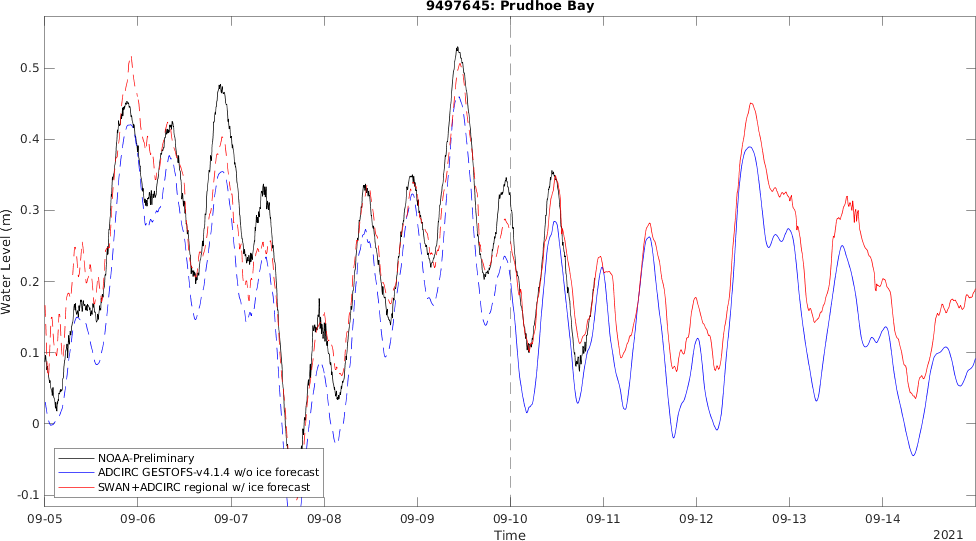 9497645: Prudhoe Bay
Water Level (m)
0.5
0.4
0.3
0.2
0.1
0
-0.1
NOAA-Preliminary
ADCIRC GESTOFS-v4.1.4 w/o ice forecast
SWAN+ADCIRC regional w/ ice forecast
09-05 09-06 09-07 09-08 09-09 09-10 09-11 09-12 09-13 09-14
Time
2021